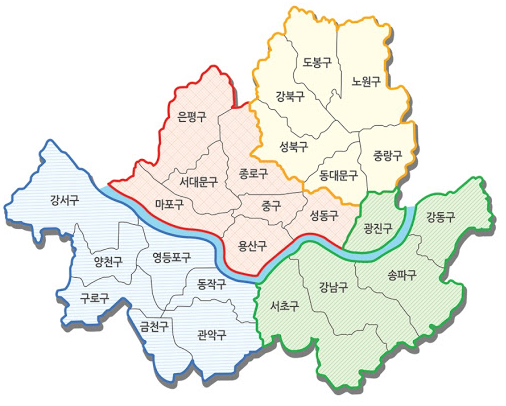 도봉구
노원구
강북구
은평구
성북구
중랑구
종로구
동대문구
서대문구
강서구
마포구
중구
성동구
강동구
광진구
용산구
양천구
영등포구
송파구
동작구
강남구
구로구
서초구
금천구
관악구